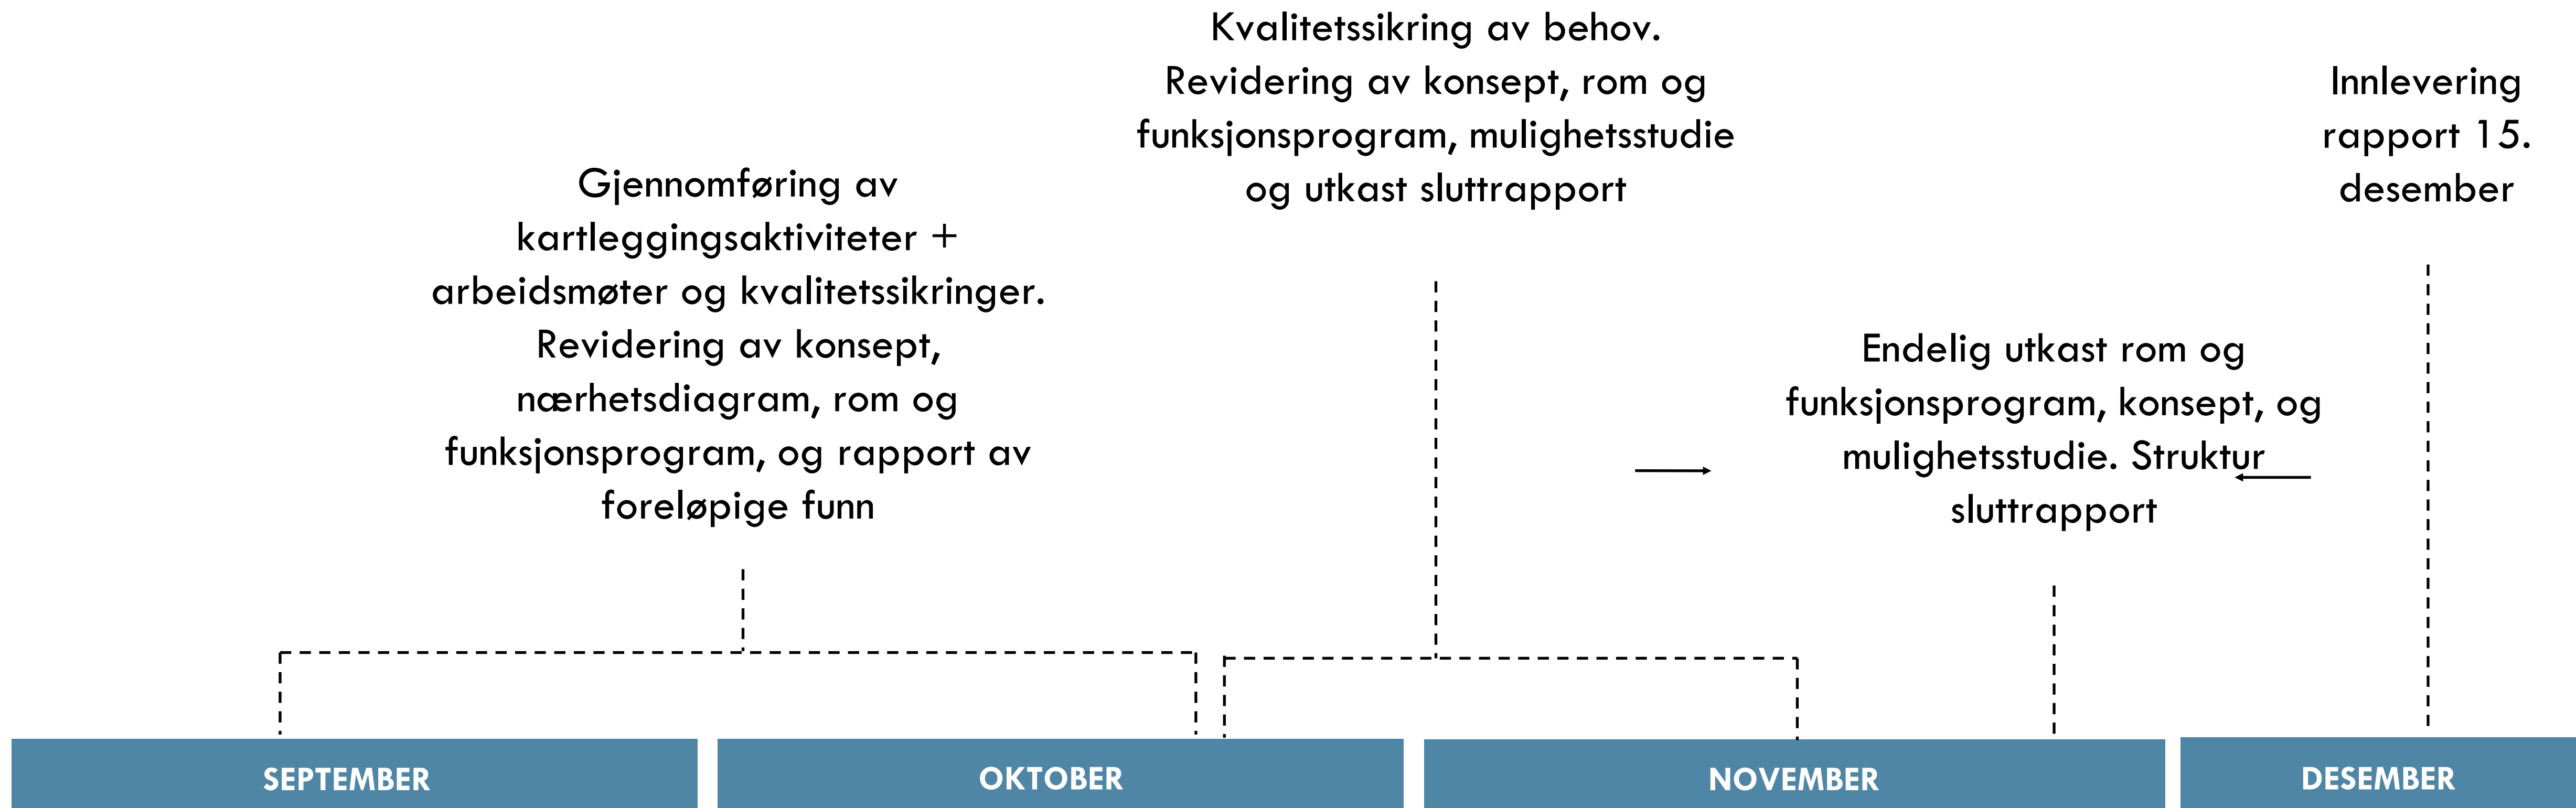 Gjennomføring av
kartleggingsaktiviteter +
arbeidsmøter og kvalitetssikringer.
Revidering av konsept,
nærhetsdiagram, rom og
funksjonsprogram, og rapport av
foreløpige funn
Kvalitetssikring av behov.
Revidering av konsept, rom og
funksjonsprogram, mulighetsstudie
og utkast sluttrapport
Endelig utkast rom og
funksjonsprogram, konsept, og
mulighetsstudie. Struktur
sluttrapport
Innlevering
rapport 15.
desember
SEPTEMBER
OKTOBER
NOVEMBER
DESEMBER